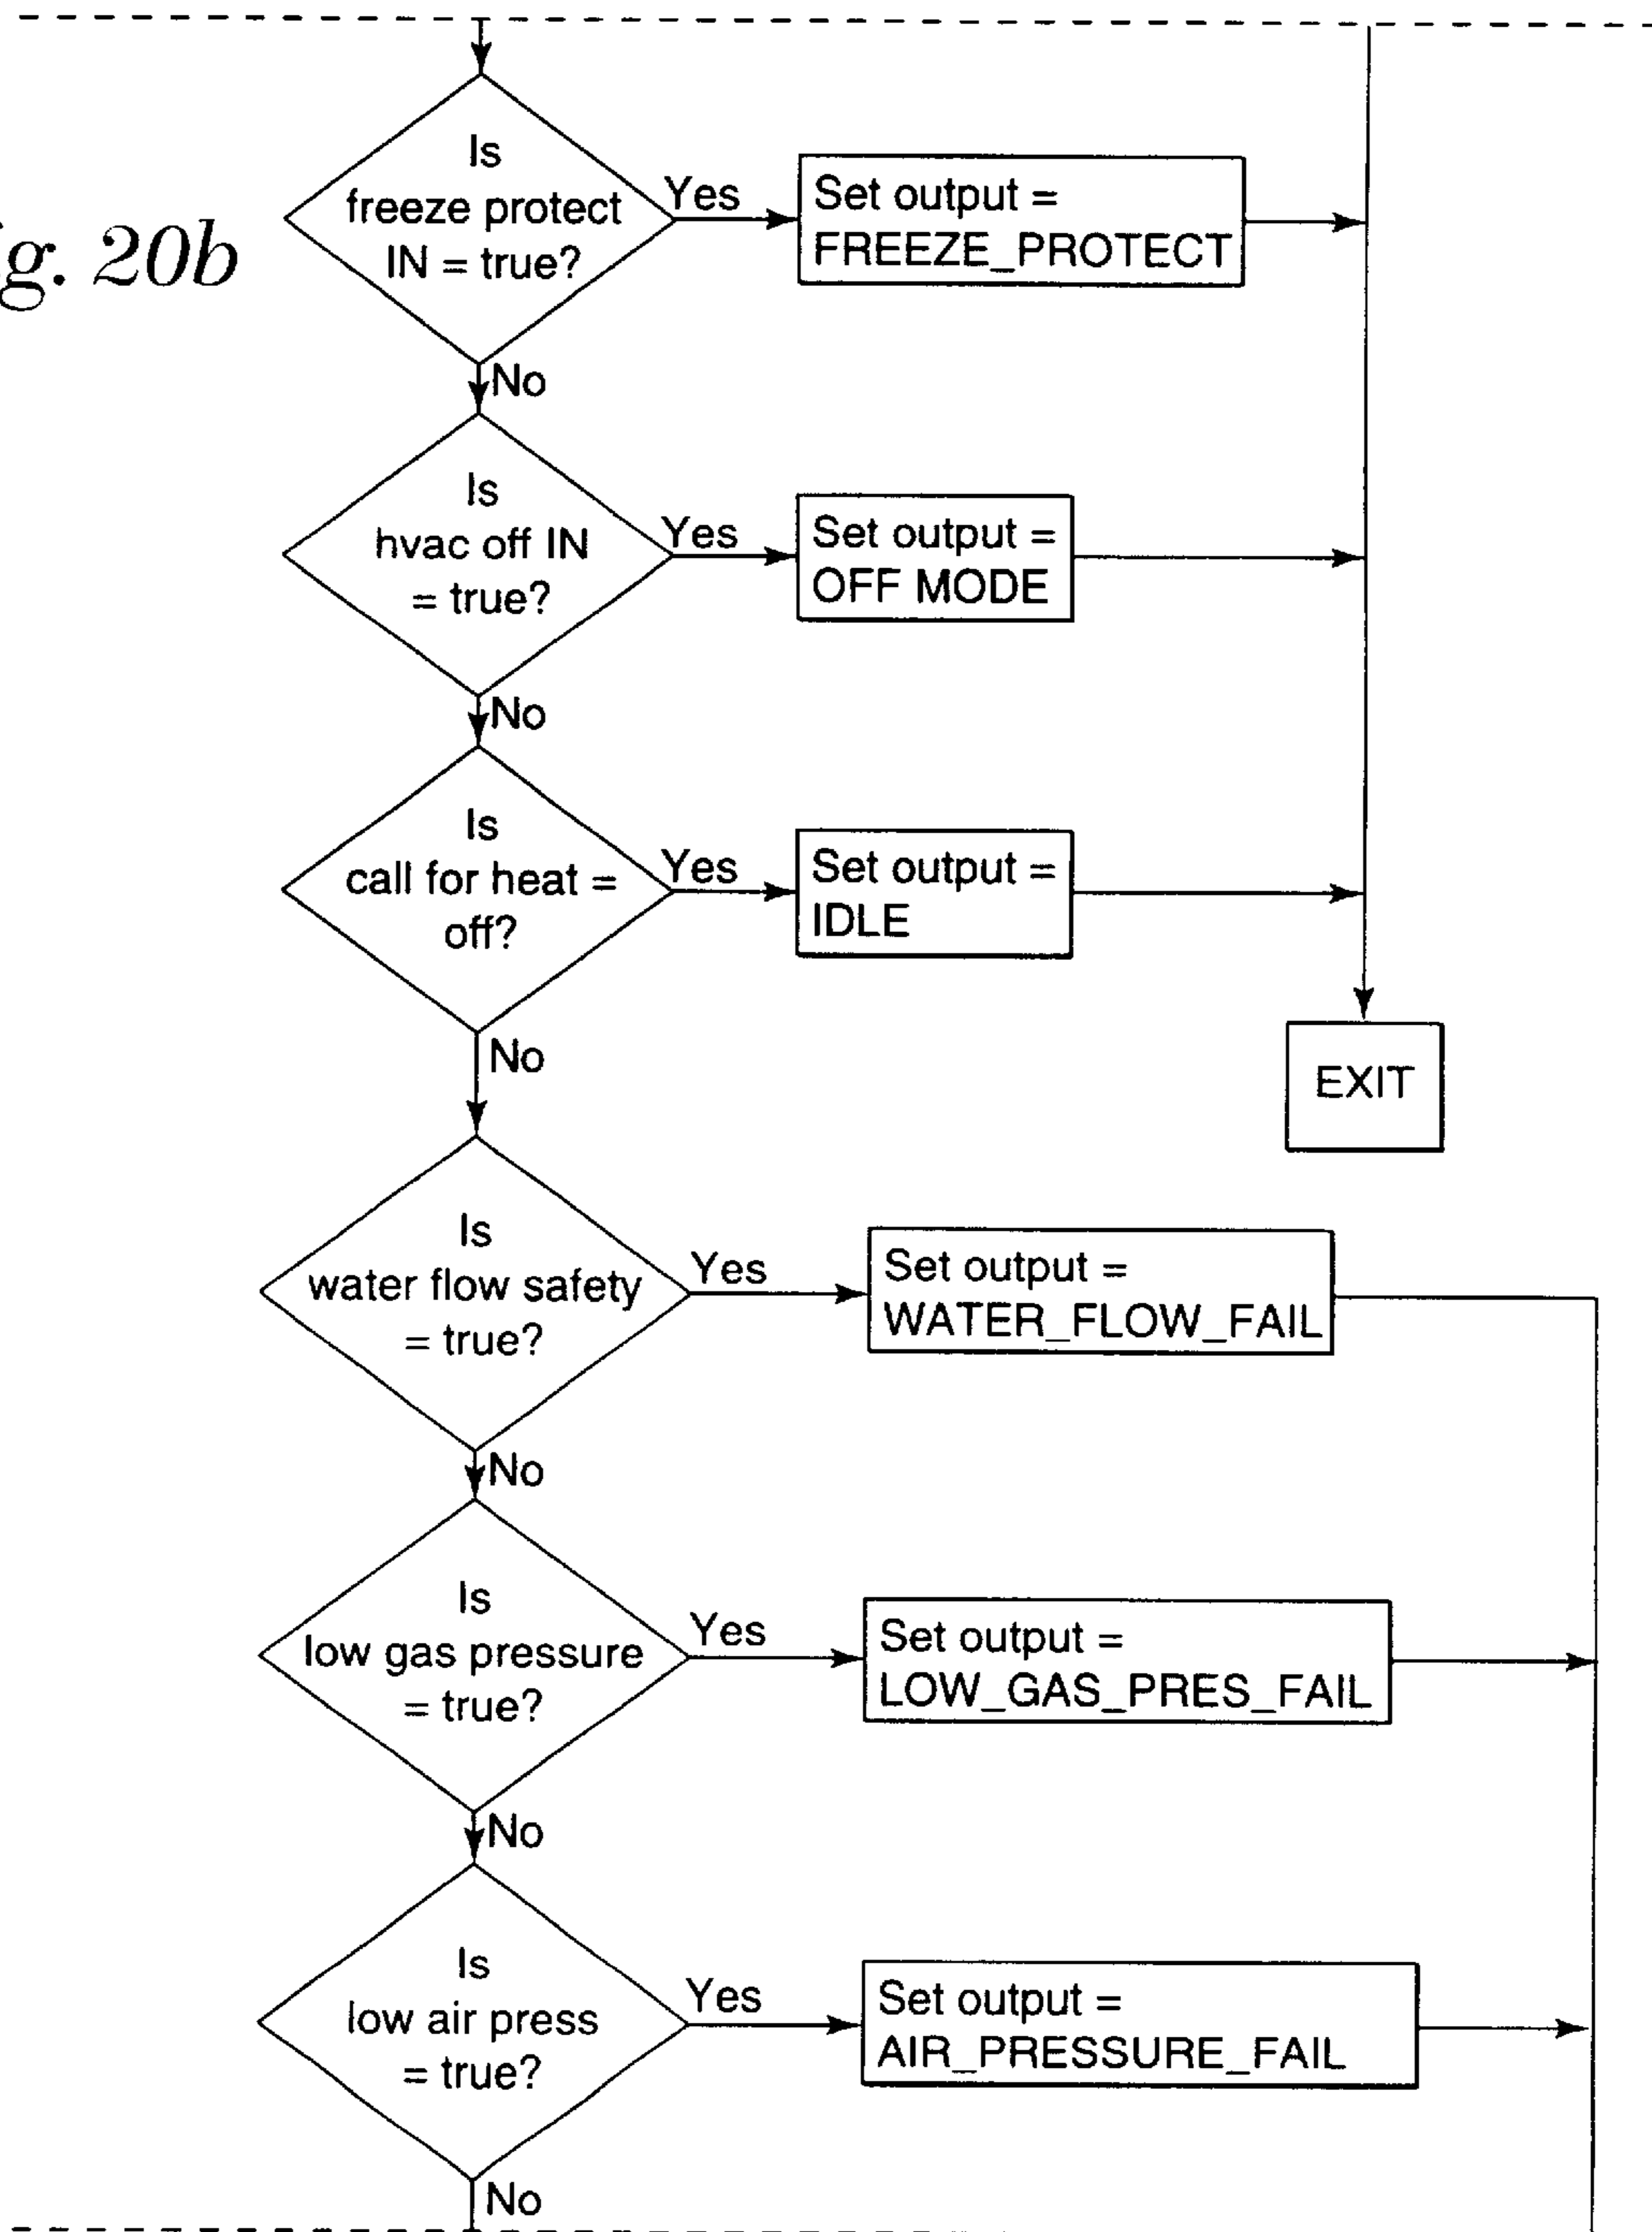 g. 20b
Is
freeze protect
IN = true?
Yes
Set output =
FREEZE_PROTECT
No
Is
hvac off IN
= true?
Yes
Set output =
OFF MODE
No
Is
call for heat =
off?
Yes
Set output =
IDLE
No
EXIT
Is
water flow safety
= true?
Yes
Set output =
WATER_FLOW_FAIL
No
Is
low gas pressure
= true?
Yes
Set output =
LOW_GAS_PRES_FAIL
No
Is
low air press
= true?
Yes
Set output =
AIR_PRESSURE_FAIL
No